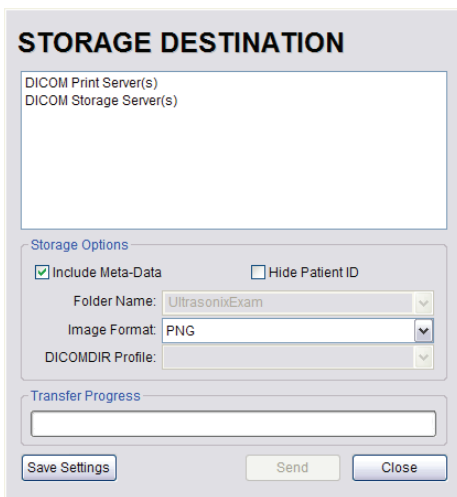 STORAGE DESTINATION
DICOM Print Server(s)
DICOM Storage Server(s)
Storage Options
Include Meta-Data Hide Patient ID
Folder Name: UltrasonixExam
Image Format: PNG
DICOMDIR Profile:
Transfer Progress
Save Settings Send Close